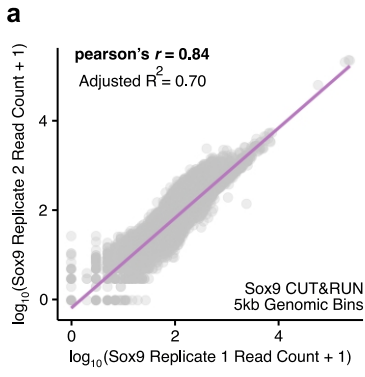 a
pearson's r = 0.84
Adjusted R²= 0.70
log₁₀(Sox9 Replicate 2 Read Count + 1)
4
2
0
Sox9 CUT&RUN
5kb Genomic Bins
0 2 4
log₁₀(Sox9 Replicate 1 Read Count + 1)